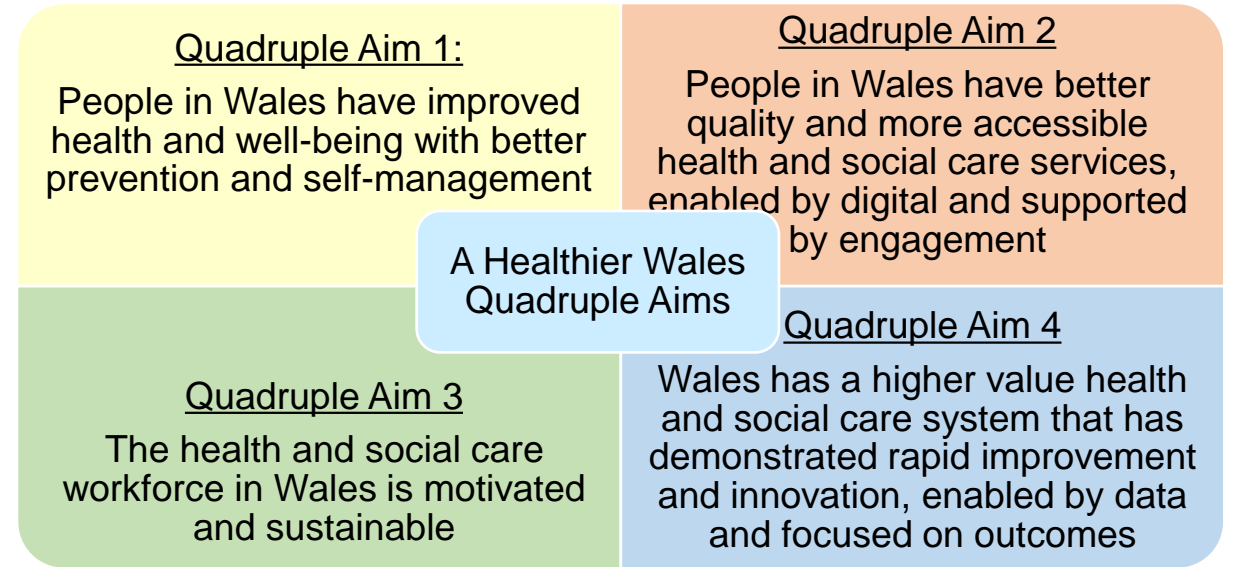 Quadruple Aim 1:
People in Wales have improved
health and well-being with better
prevention and self-management
Quadruple Aim 2
People in Wales have better
quality and more accessible
health and social care services,
enabled by digital and supported
by engagement
A Healthier Wales
Quadruple Aims
Quadruple Aim 3
The health and social care
workforce in Wales is motivated
and sustainable
Quadruple Aim 4
Wales has a higher value health
and social care system that has
demonstrated rapid improvement
and innovation, enabled by data
and focused on outcomes